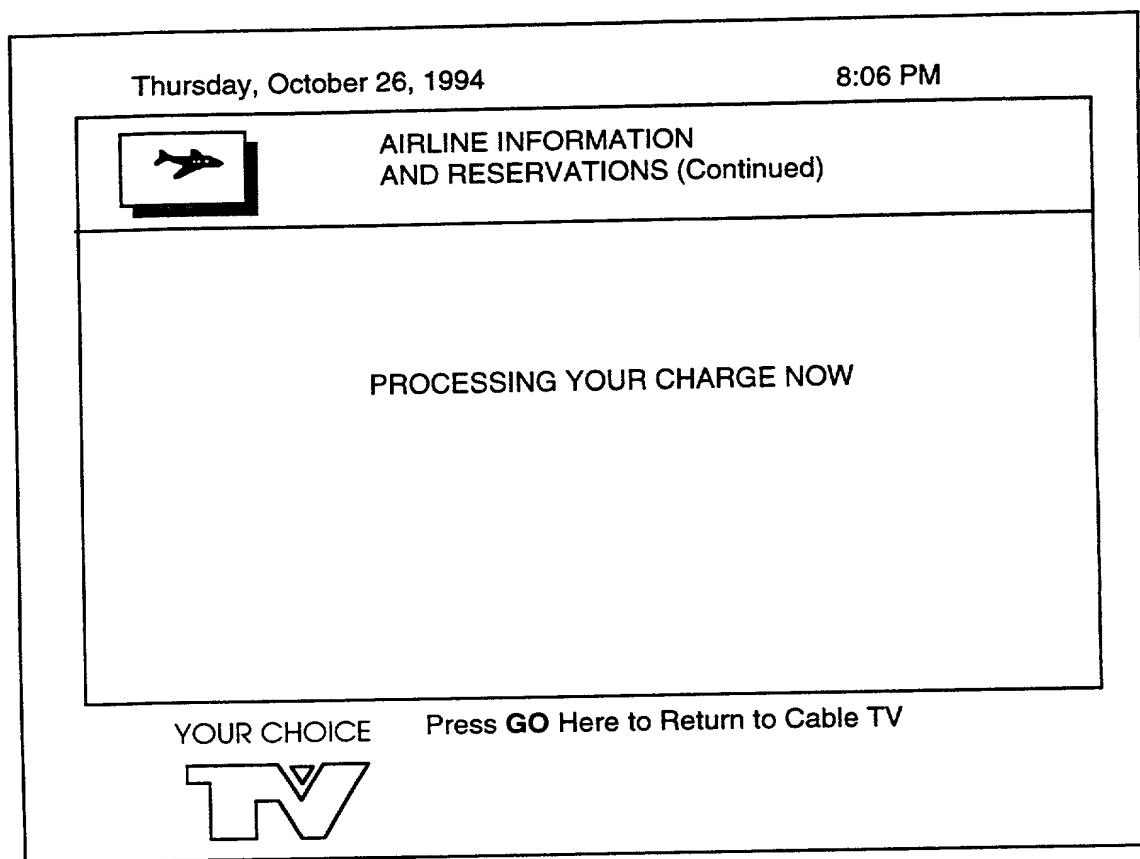 Thursday, October 26, 1994 8:06 PM
AIRLINE INFORMATION
AND RESERVATIONS (Continued)
PROCESSING YOUR CHARGE NOW
YOUR CHOICE
TV
Press GO Here to Return to Cable TV